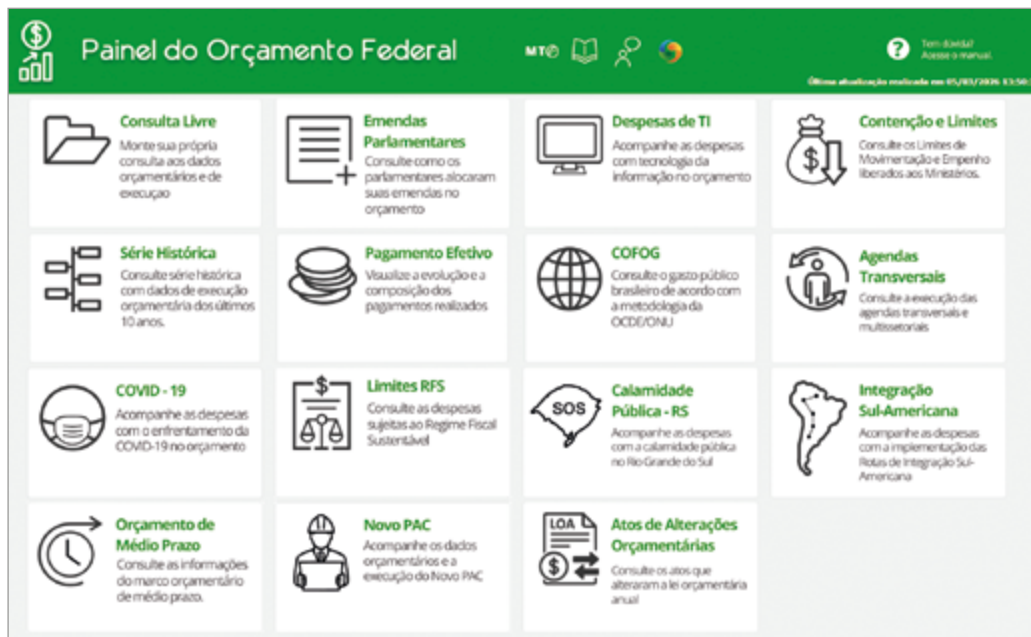 Painel do Orçamento Federal
MTO
Tem dúvida?
Acesse o manual.
Última atualização realizada em 05/03/2026
Consulta Livre
Monte sua própria
consulta aos dados
orçamentários e de
execuçao
Emendas
Parlamentares
Consulte como os
parlamentares alocaram
suas emendas no
orçamento
Despesas de TI
Acompanhe as despesas
com tecnologia da
informação no orçamento
Contenção e Limites
Consulte os Limites de
Movimentação e Empenho
liberados aos Ministérios.
Série Histórica
Consulte série histórica
com dados de execução
orçamentária dos últimos
10 anos.
Pagamento Efetivo
Visualize a evolução e a
composição dos
pagamentos realizados
COFOG
Consulte o gasto público
brasileiro de acordo com
a metodologia da
OCDE/ONU
Agendas
Transversais
Consulte a execução das
agendas transversais e
multissetoriais
COVID - 19
Acompanhe as despesas
com o enfrentamento da
COVID-19 no orçamento
Limites RFS
Consulte as despesas
sujeitas ao Regime Fiscal
Sustentável
SOS
Calamidade
Pública - RS
Acompanhe as despesas
com a calamidade pública
no Rio Grande do Sul
Integração
Sul-Americana
Acompanhe as despesas
com a implementação das
Rotas de Integração Sul-
Americana
Orçamento de
Médio Prazo
Consulte as informações
do marco orçamentário
de médio prazo.
Novo PAC
Acompanhe os dados
orçamentários e a
execução do Novo PAC
LOA
Atos de Alterações
Orçamentárias
Consulte os atos que
alteraram a lei orçamentária
anual